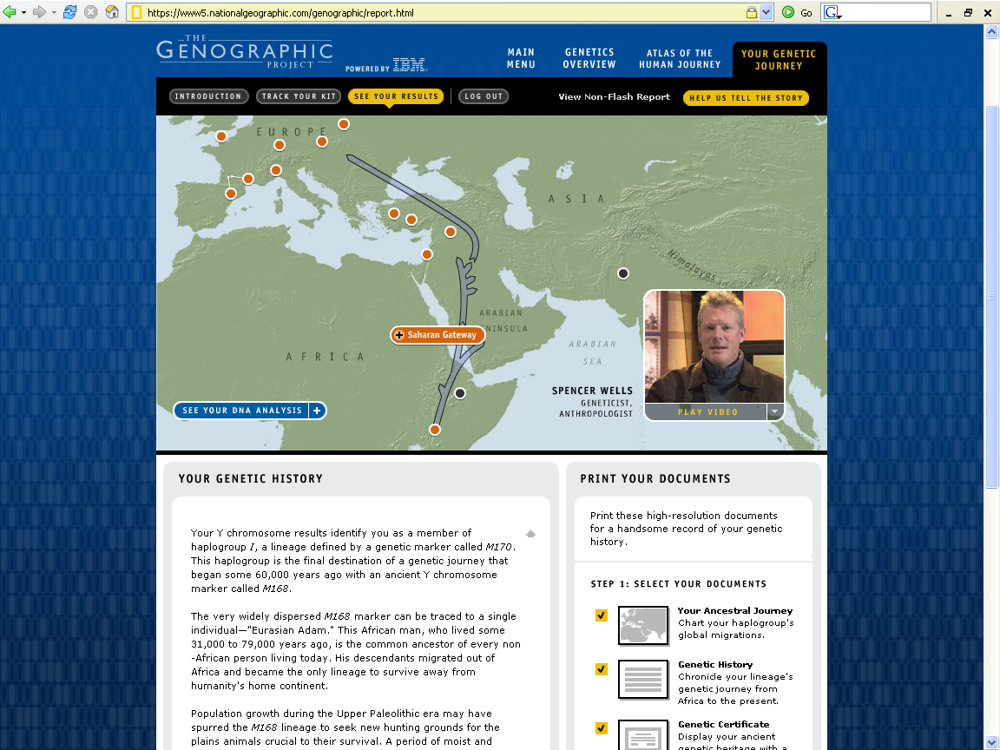 https://www5.nationalgeographic.com/genographic/report.html
Go
G
THE
GENOGRAPHIC
PROJECT
POWERED BY IBM
MAIN MENU
GENETICS OVERVIEW
ATLAS OF THE HUMAN JOURNEY
YOUR GENETIC JOURNEY
INTRODUCTION
TRACK YOUR KIT
SEE YOUR RESULTS
LOG OUT
View Non-Flash Report
HELP US TELL THE STORY
EUROPE
ASIA
Himalayas
ARABIAN
NINSULA
Saharan Gateway
AFRICA
ARABIAN
SEA
SPENCER WELLS
GENETICIST,
ANTHROPOLOGIST
PLAY VIDEO
SEE YOUR DNA ANALYSIS +
YOUR GENETIC HISTORY
Your Y chromosome results identify you as a member of
haplogroup I, a lineage defined by a genetic marker called M170.
This haplogroup is the final destination of a genetic journey that
began some 60,000 years ago with an ancient Y chromosome
marker called M168.
The very widely dispersed M168 marker can be traced to a single
individual—"Eurasian Adam." This African man, who lived some
31,000 to 79,000 years ago, is the common ancestor of every non
-African person living today. His descendants migrated out of
Africa and became the only lineage to survive away from
humanity's home continent.
Population growth during the Upper Paleolithic era may have
spurred the M168 lineage to seek new hunting grounds for the
plains animals crucial to their survival. A period of moist and
PRINT YOUR DOCUMENTS
Print these high-resolution documents
for a handsome record of your genetic
history.
STEP 1: SELECT YOUR DOCUMENTS
Your Ancestral Journey
Chart your haplogroup's
global migrations.
Genetic History
Chronicle your lineage's
genetic journey from
Africa to the present.
Genetic Certificate
Display your ancient
genetic heritage with a